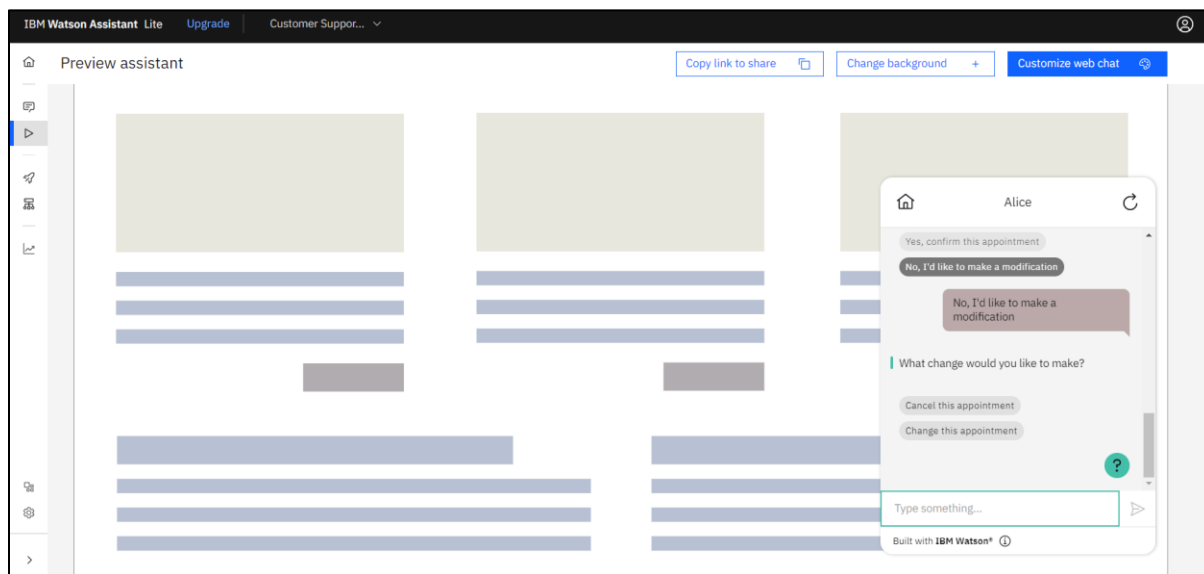 IBM Watson Assistant Lite Upgrade Customer Suppor...
Preview assistant
Copy link to share
Change background +
Customize web chat
Alice
Yes, confirm this appointment
No, I'd like to make a modification
No, I'd like to make a
modification
What change would you like to make?
Cancel this appointment
Change this appointment
?
Type something...
Built with IBM Watson®